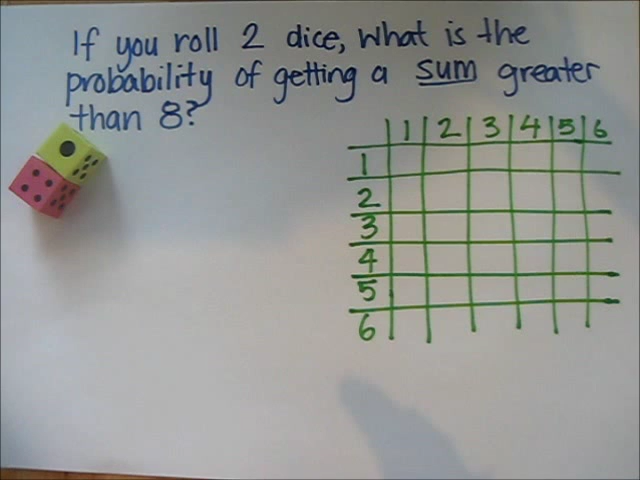 If you roll 2 dice, what is the
probability of getting a sum greater
than 8?
1 2 3 4 5 6
1
2
3
4
5
6